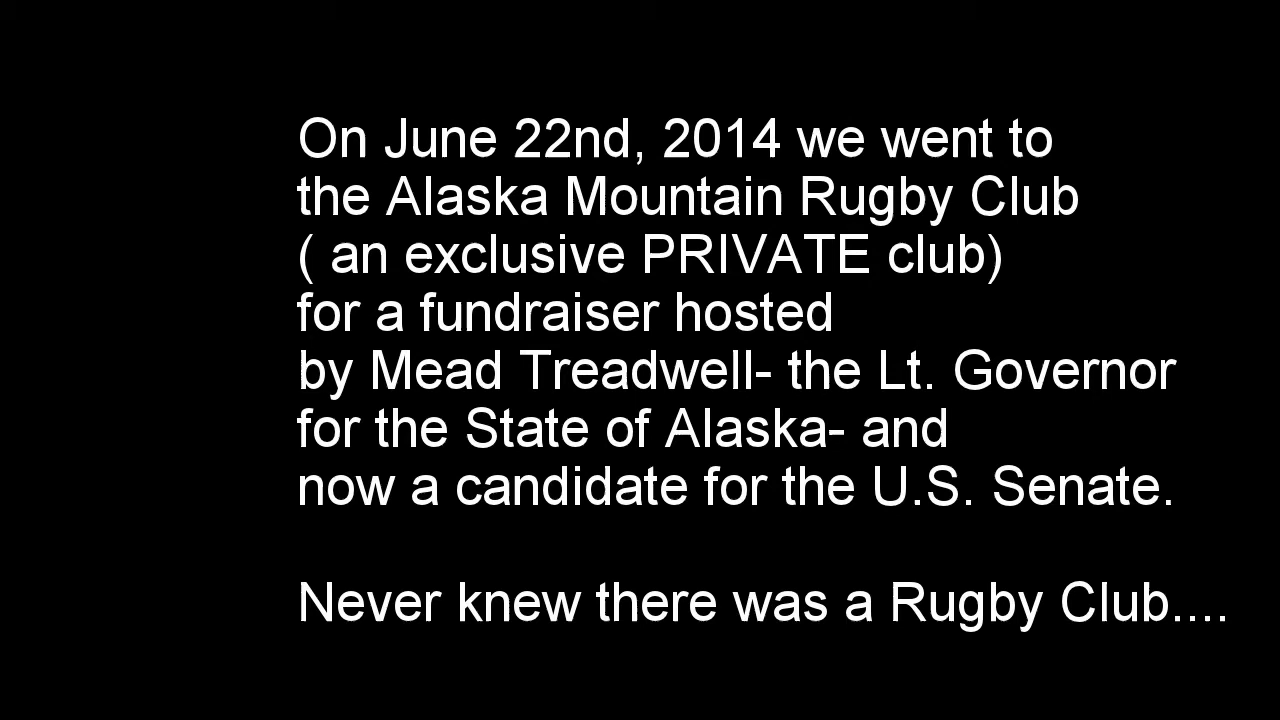 On June 22nd, 2014 we went to
the Alaska Mountain Rugby Club
( an exclusive PRIVATE club)
for a fundraiser hosted
by Mead Treadwell- the Lt. Governor
for the State of Alaska- and
now a candidate for the U.S. Senate.
Never knew there was a Rugby Club....